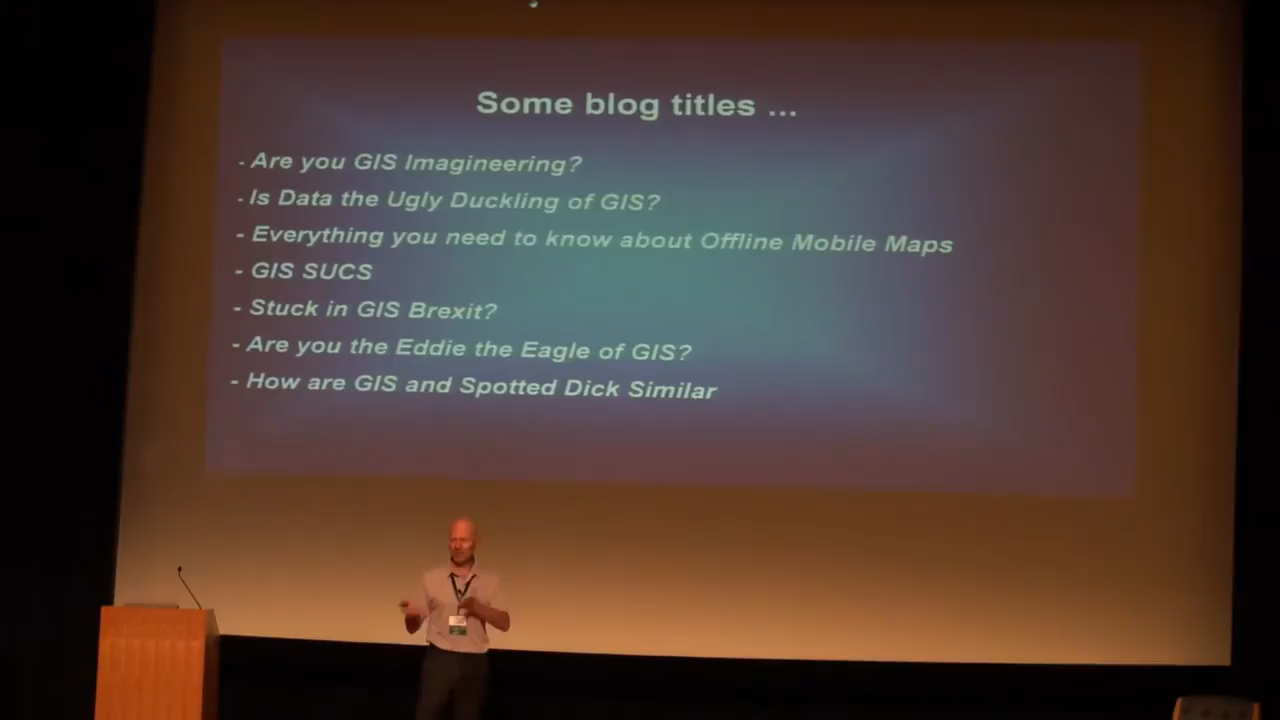 Some blog titles ...
- Are you GIS Imagineering?
- Is Data the Ugly Duckling of GIS?
- Everything you need to know about Offline Mobile Maps
- GIS SUCS
- Stuck in GIS Brexit?
- Are you the Eddie the Eagle of GIS?
- How are GIS and Spotted Dick Similar